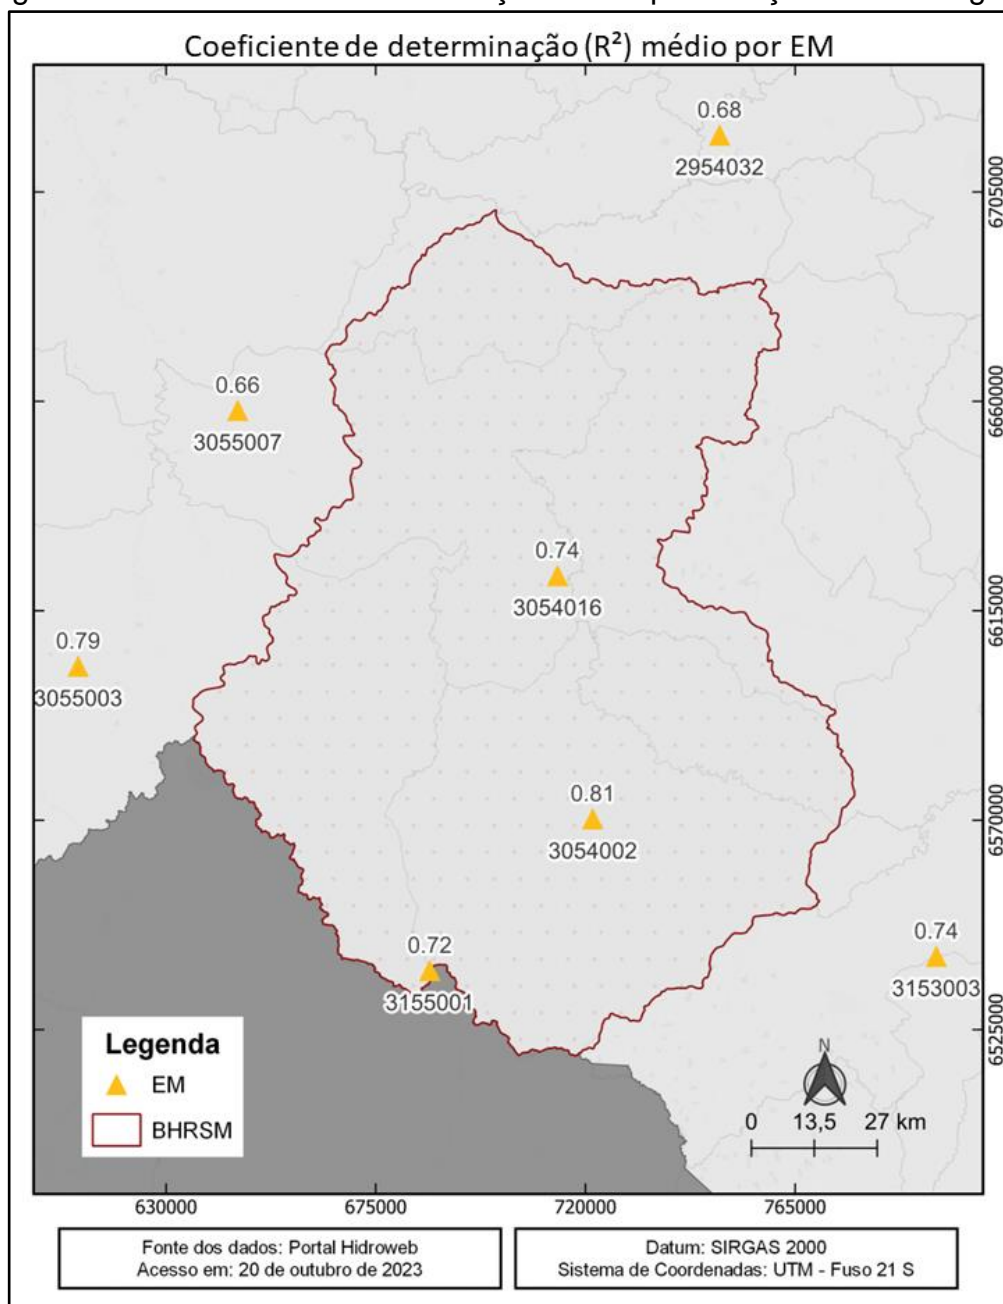 Coeficiente de determinação (R²) médio por EM
0.68
2954032
6705000
0.66
3055007
6660000
0.74
3054016
6615000
0.79
3055003
0.81
3054002
6570000
0.72
3155001
0.74
3153003
6525000
Legenda
EM
BHRSM
N
0 13,5 27 km
630000 675000 720000 765000
Fonte dos dados: Portal Hidroweb
Acesso em: 20 de outubro de 2023
Datum: SIRGAS 2000
Sistema de Coordenadas: UTM - Fuso 21 S